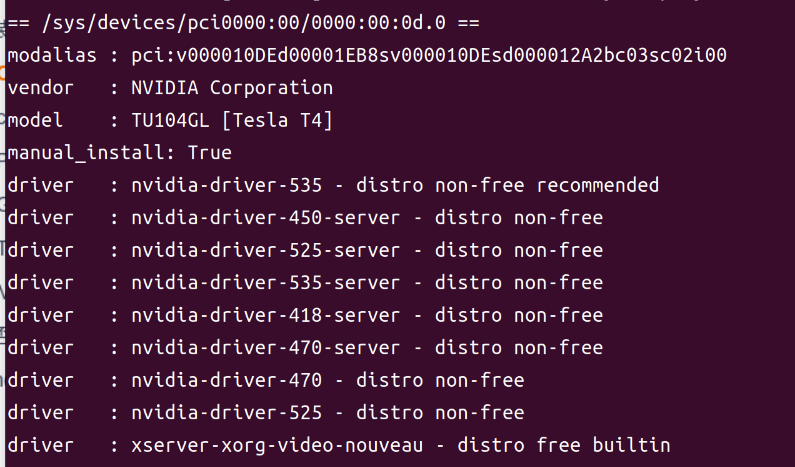 == /sys/devices/pci0000:00/0000:00:0d.0 ==
modalias : pci:v000010DEd00001EB8sv000010DEsd000012A2bc03sc02i00
vendor   : NVIDIA Corporation
model    : TU104GL [Tesla T4]
manual_install: True
driver   : nvidia-driver-535 - distro non-free recommended
driver   : nvidia-driver-450-server - distro non-free
driver   : nvidia-driver-525-server - distro non-free
driver   : nvidia-driver-535-server - distro non-free
driver   : nvidia-driver-418-server - distro non-free
driver   : nvidia-driver-470-server - distro non-free
driver   : nvidia-driver-470 - distro non-free
driver   : nvidia-driver-525 - distro non-free
driver   : xserver-xorg-video-nouveau - distro free builtin